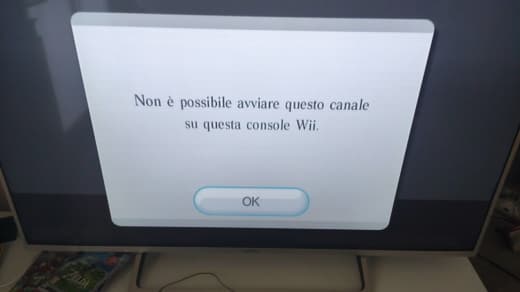 Non è possibile avviare questo canale
su questa console Wii.
OK